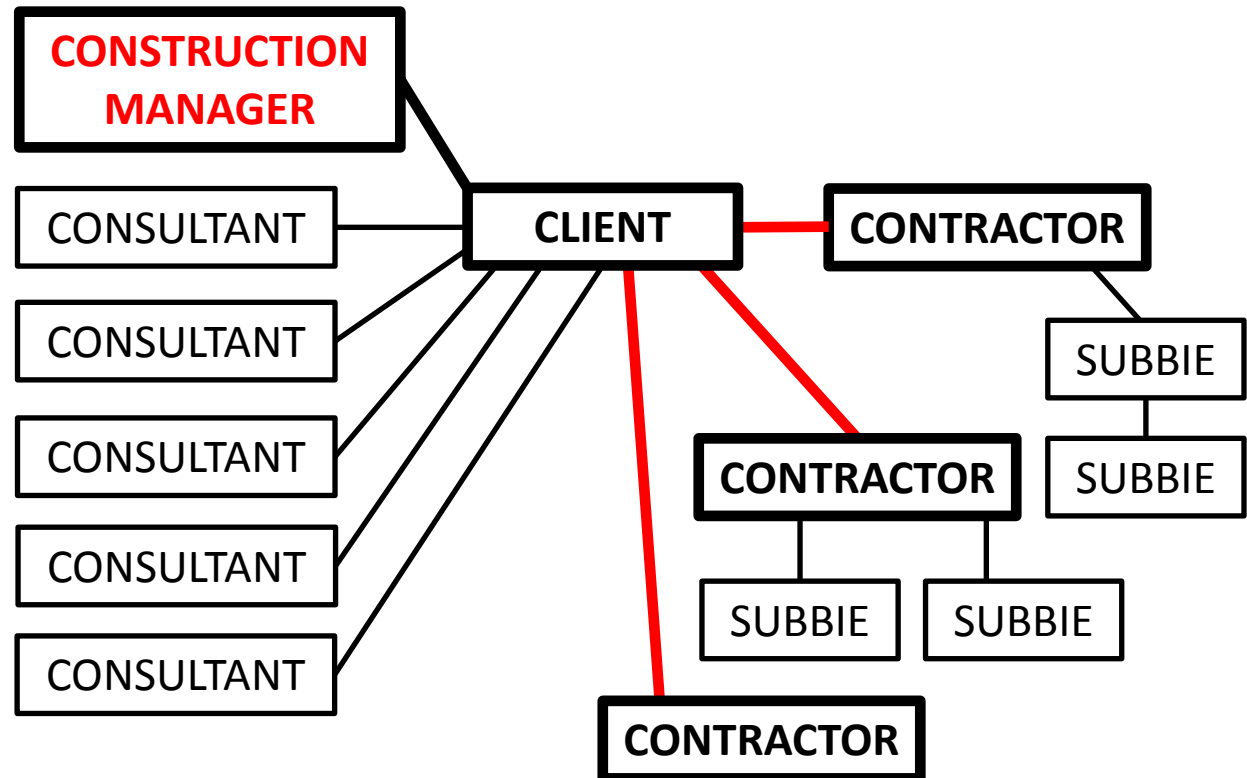 CONSTRUCTION
MANAGER
CONSULTANT
CLIENT
CONTRACTOR
CONSULTANT
SUBBIE
CONSULTANT
CONTRACTOR
SUBBIE
CONSULTANT
SUBBIE
SUBBIE
CONSULTANT
CONTRACTOR